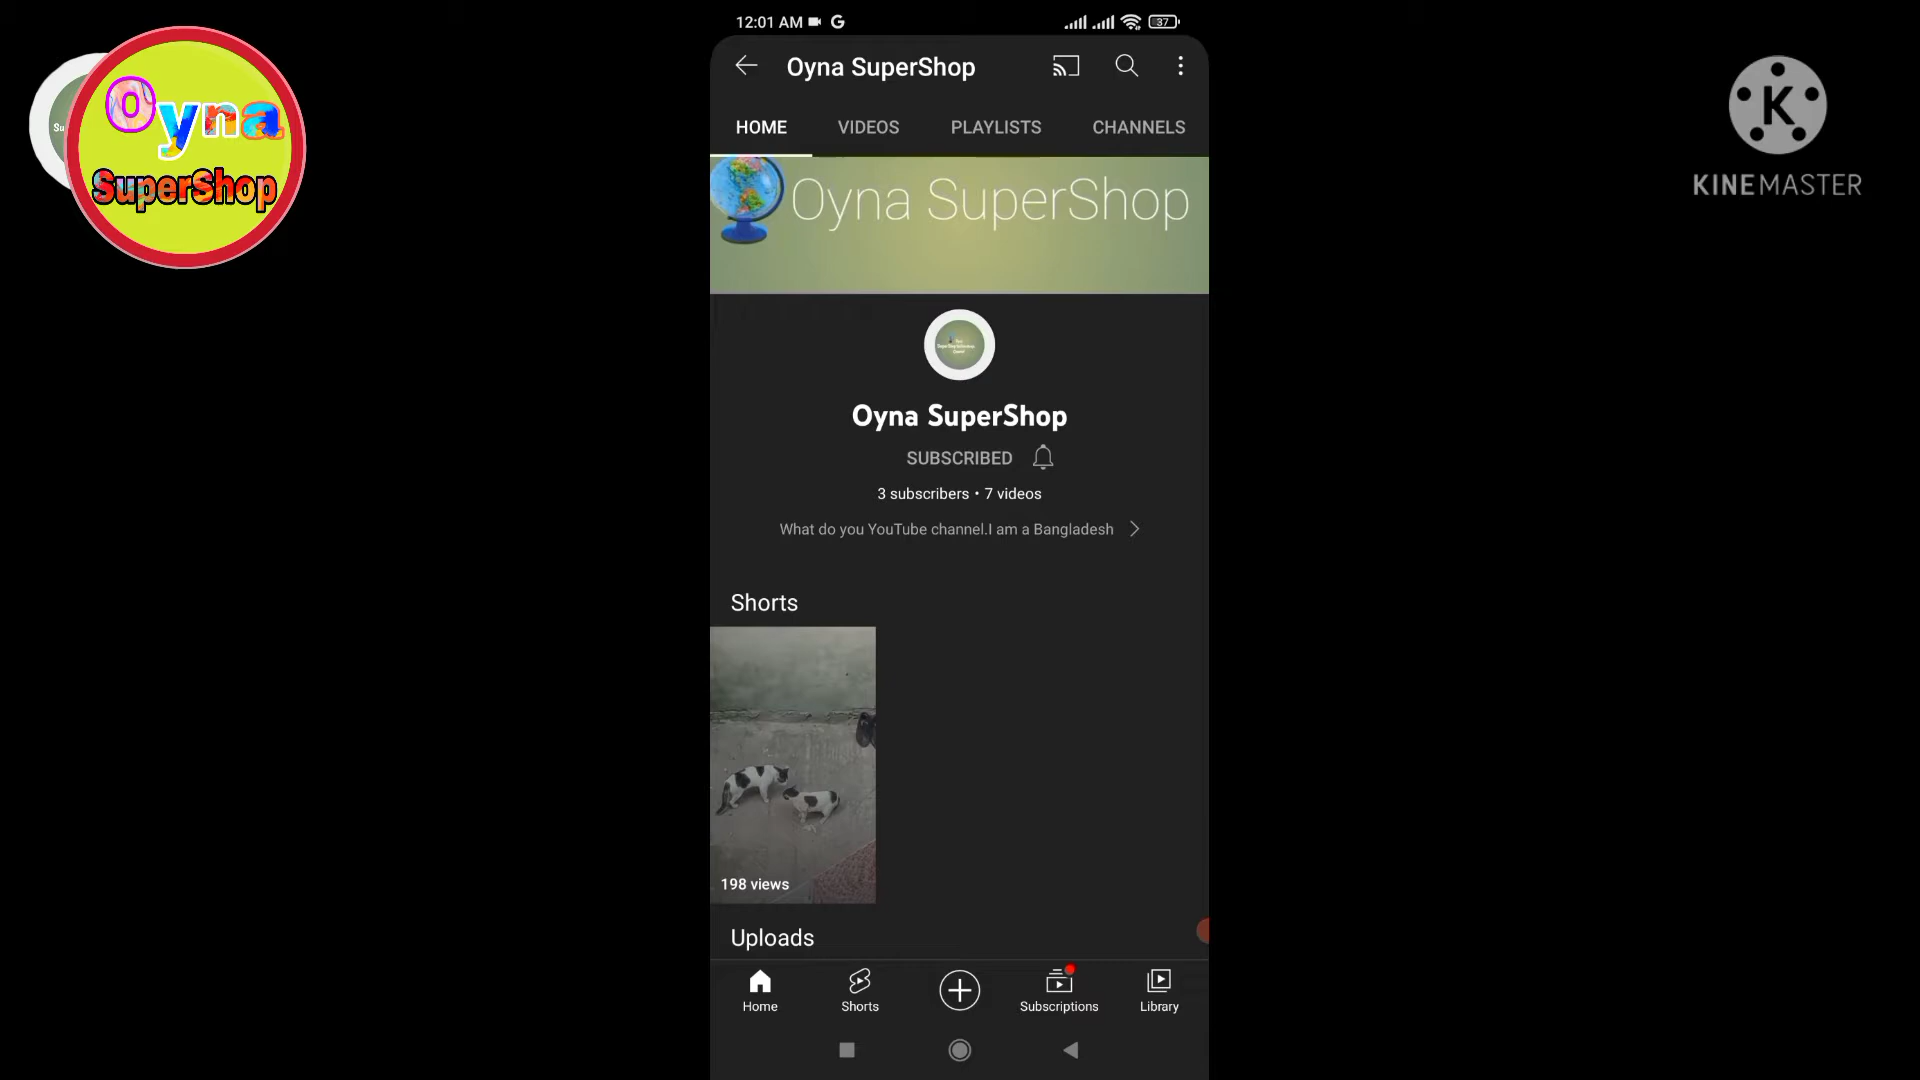 12:01 AM
37
Oyna SuperShop
HOME VIDEOS PLAYLISTS CHANNELS
Oyna SuperShop
Oyna SuperShop
SUBSCRIBED
3 subscribers • 7 videos
What do you YouTube channel.I am a Bangladesh
Shorts
198 views
Uploads
Home Shorts Subscriptions Library
Su
Oyna
SuperShop
K
KINEMASTER